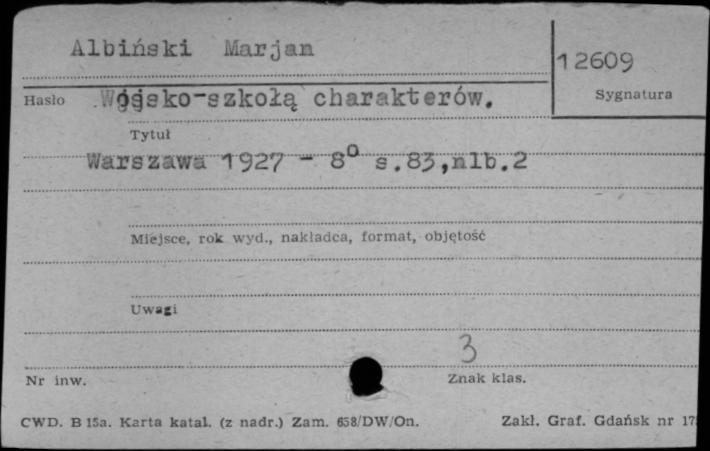 Albiński Marjan
12609
Hasło
Sygnatura
Wojsko-szkołą charakterów.
Tytuł
Warszawa 1927 - 8° s.83,nlb.2
Miejsce, rok wyd., nakładca, format, objętość
Uwagi
3
Nr inw.
Znak klas.
CWD. B 15a. Karta katal. (z nadr.) Zam. 658/DW/On.
Zakł. Graf. Gdańsk nr